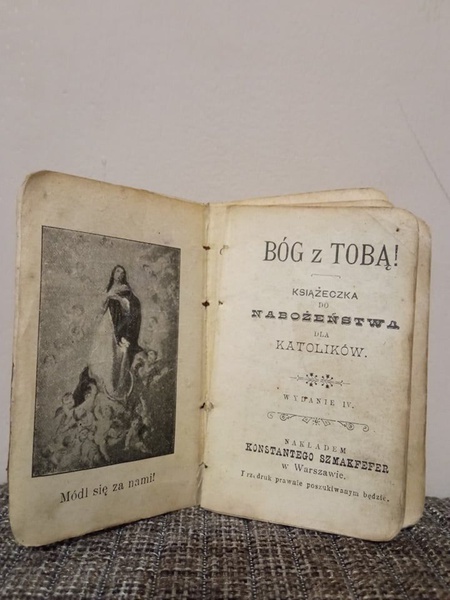 Módl się za nami!
BÓG z TOBĄ!
KSIĄŻECZKA
DO
NABOŻEŃSTWA
DLA
KATOLIKÓW.
WYDANIE IV.
NAKŁADEM
KONSTANTEGO SZMAKFEFER
w Warszawie.
Przedruk prawnie poszukiwanym będzie.